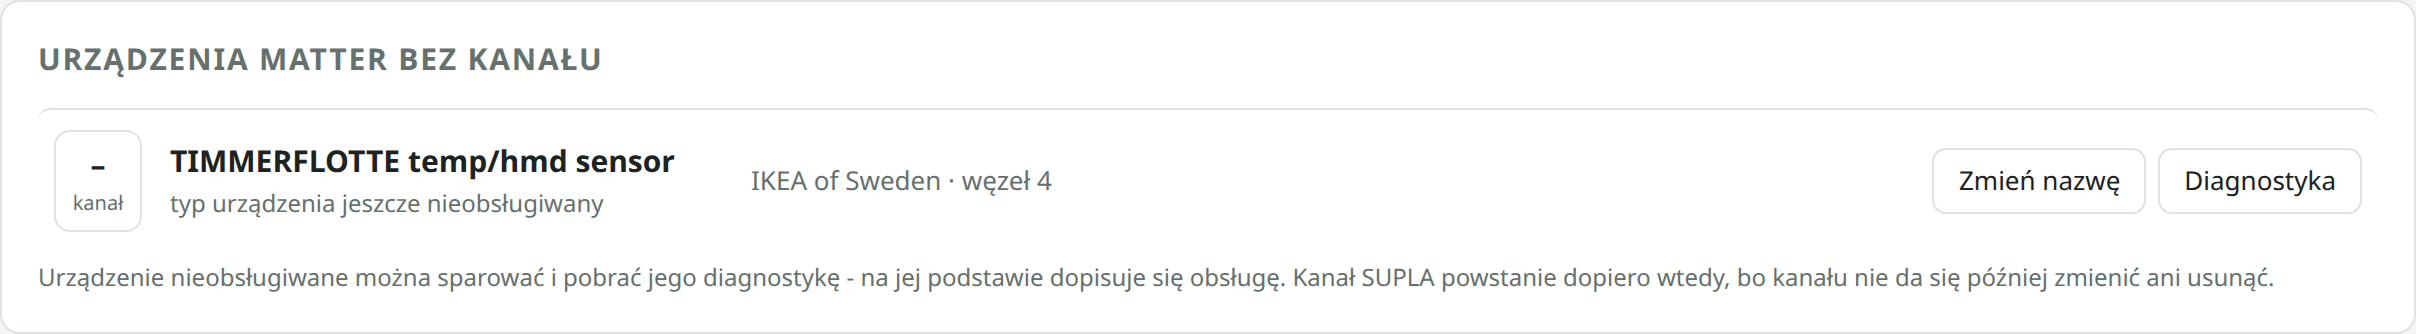 URZĄDZENIA MATTER BEZ KANAŁU
–
kanał
TIMMERFLOTTE temp/hmd sensor
typ urządzenia jeszcze nieobsługiwany
IKEA of Sweden · węzeł 4
Zmień nazwę
Diagnostyka
Urządzenie nieobsługiwane można sparować i pobrać jego diagnostykę - na jej podstawie dopisuje się obsługę. Kanał SUPLA powstanie dopiero wtedy, bo kanału nie da się później zmienić ani usunąć.